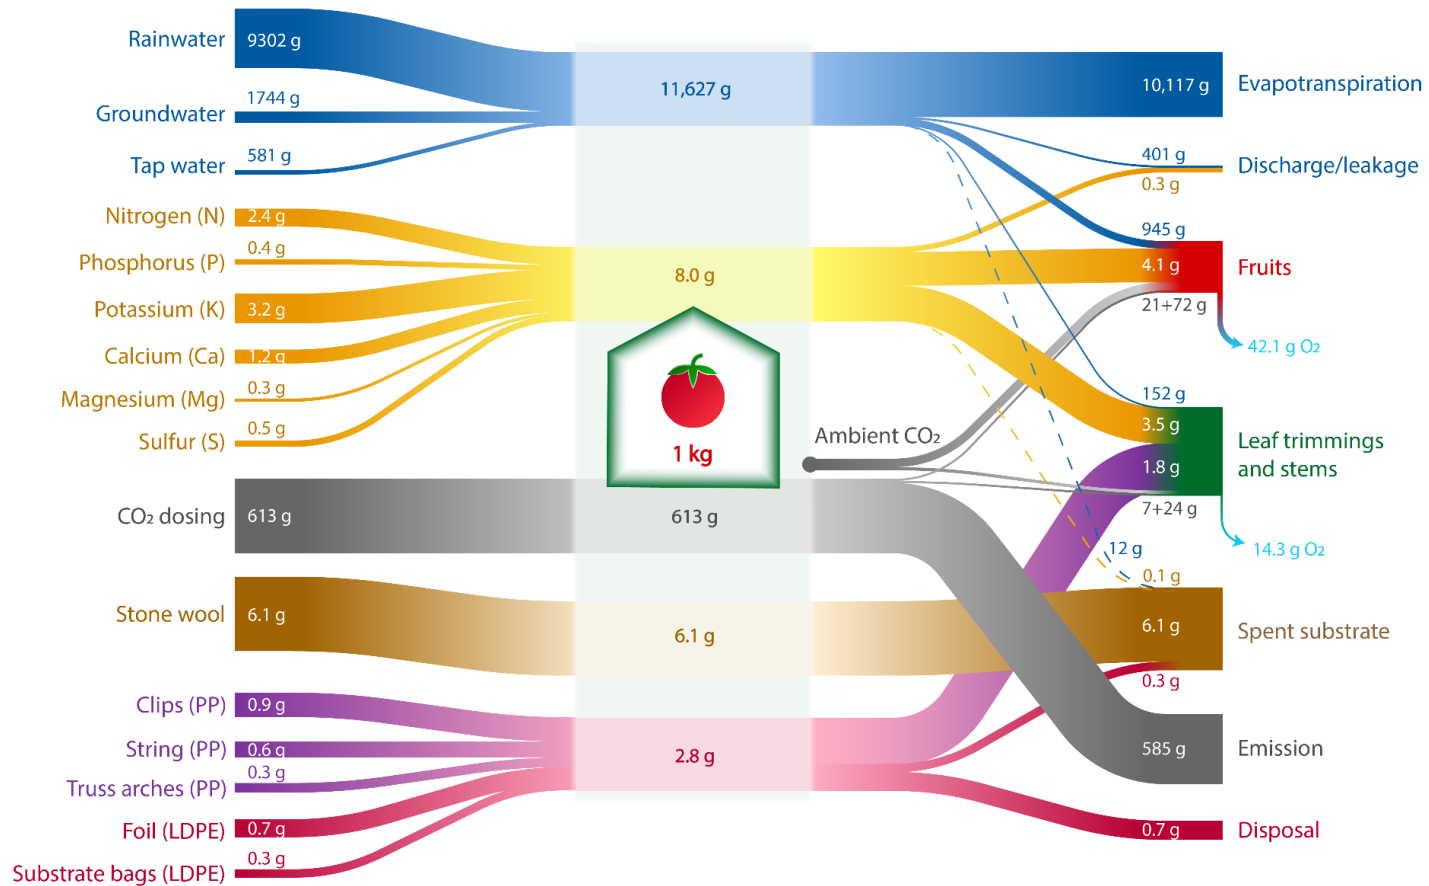 Rainwater
9302 g
Groundwater
1744 g
Tap water
581 g
Nitrogen (N)
2.4 g
Phosphorus (P)
0.4 g
Potassium (K)
3.2 g
Calcium (Ca)
1.2 g
Magnesium (Mg)
0.3 g
Sulfur (S)
0.5 g
CO₂ dosing
613 g
Stone wool
6.1 g
Clips (PP)
0.9 g
String (PP)
0.6 g
Truss arches (PP)
0.3 g
Foil (LDPE)
0.7 g
Substrate bags (LDPE)
0.3 g
11,627 g
8.0 g
1 kg
613 g
6.1 g
2.8 g
Ambient CO₂
10,117 g
Evapotranspiration
401 g
0.3 g
Discharge/leakage
945 g
4.1 g
21+72 g
Fruits
42.1 g O₂
152 g
3.5 g
1.8 g
7+24 g
Leaf trimmings
and stems
14.3 g O₂
12 g
0.1 g
6.1 g
0.3 g
Spent substrate
585 g
Emission
0.7 g
Disposal